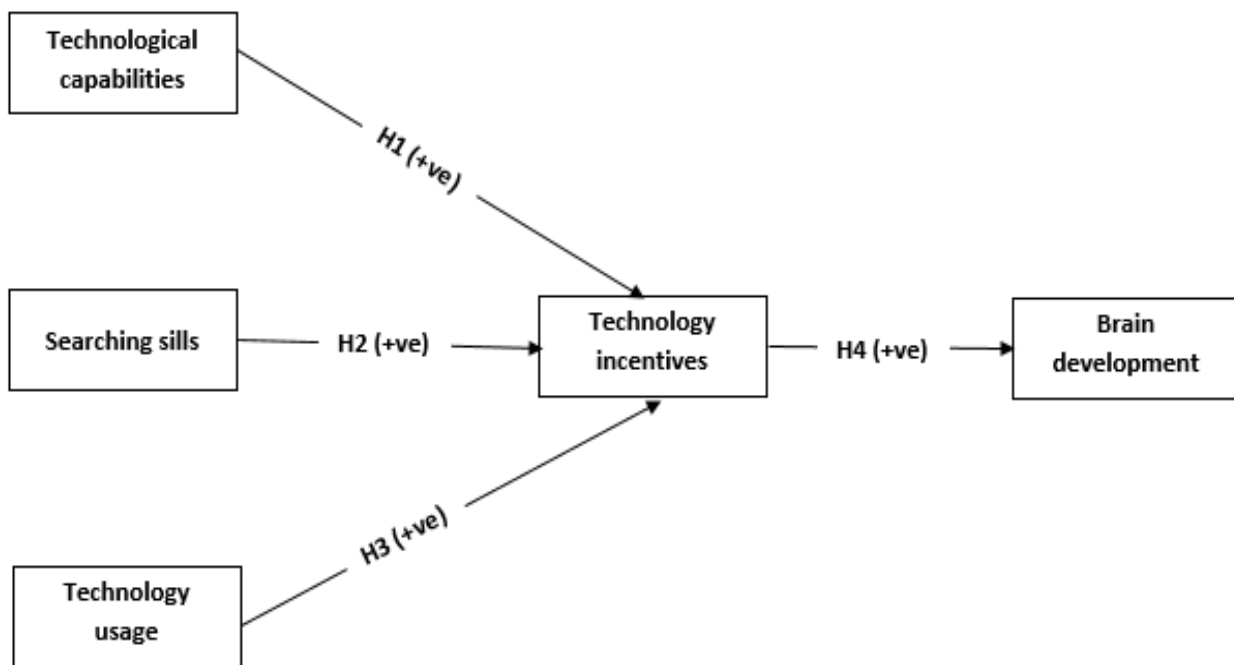 Technological
capabilities
H1 (+ve)
Searching sills
H2 (+ve)
Technology
incentives
H4 (+ve)
Brain
development
H3 (+ve)
Technology
usage